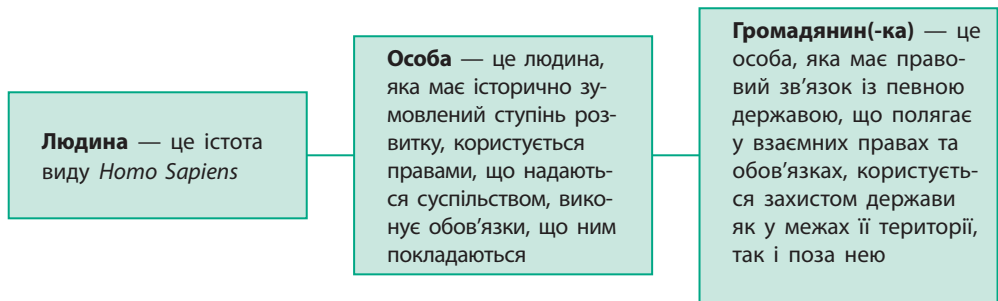 Людина — це істота
виду Homo Sapiens
Особа — це людина,
яка має історично зу-
мовлений ступінь роз-
витку, користується
правами, що надають-
ся суспільством, вико-
нує обов’язки, що ним
покладаються
Громадянин(-ка) — це
особа, яка має право-
вий зв’язок із певною
державою, що полягає
у взаємних правах та
обов’язках, користуєть-
ся захистом держави
як у межах її території,
так і поза нею